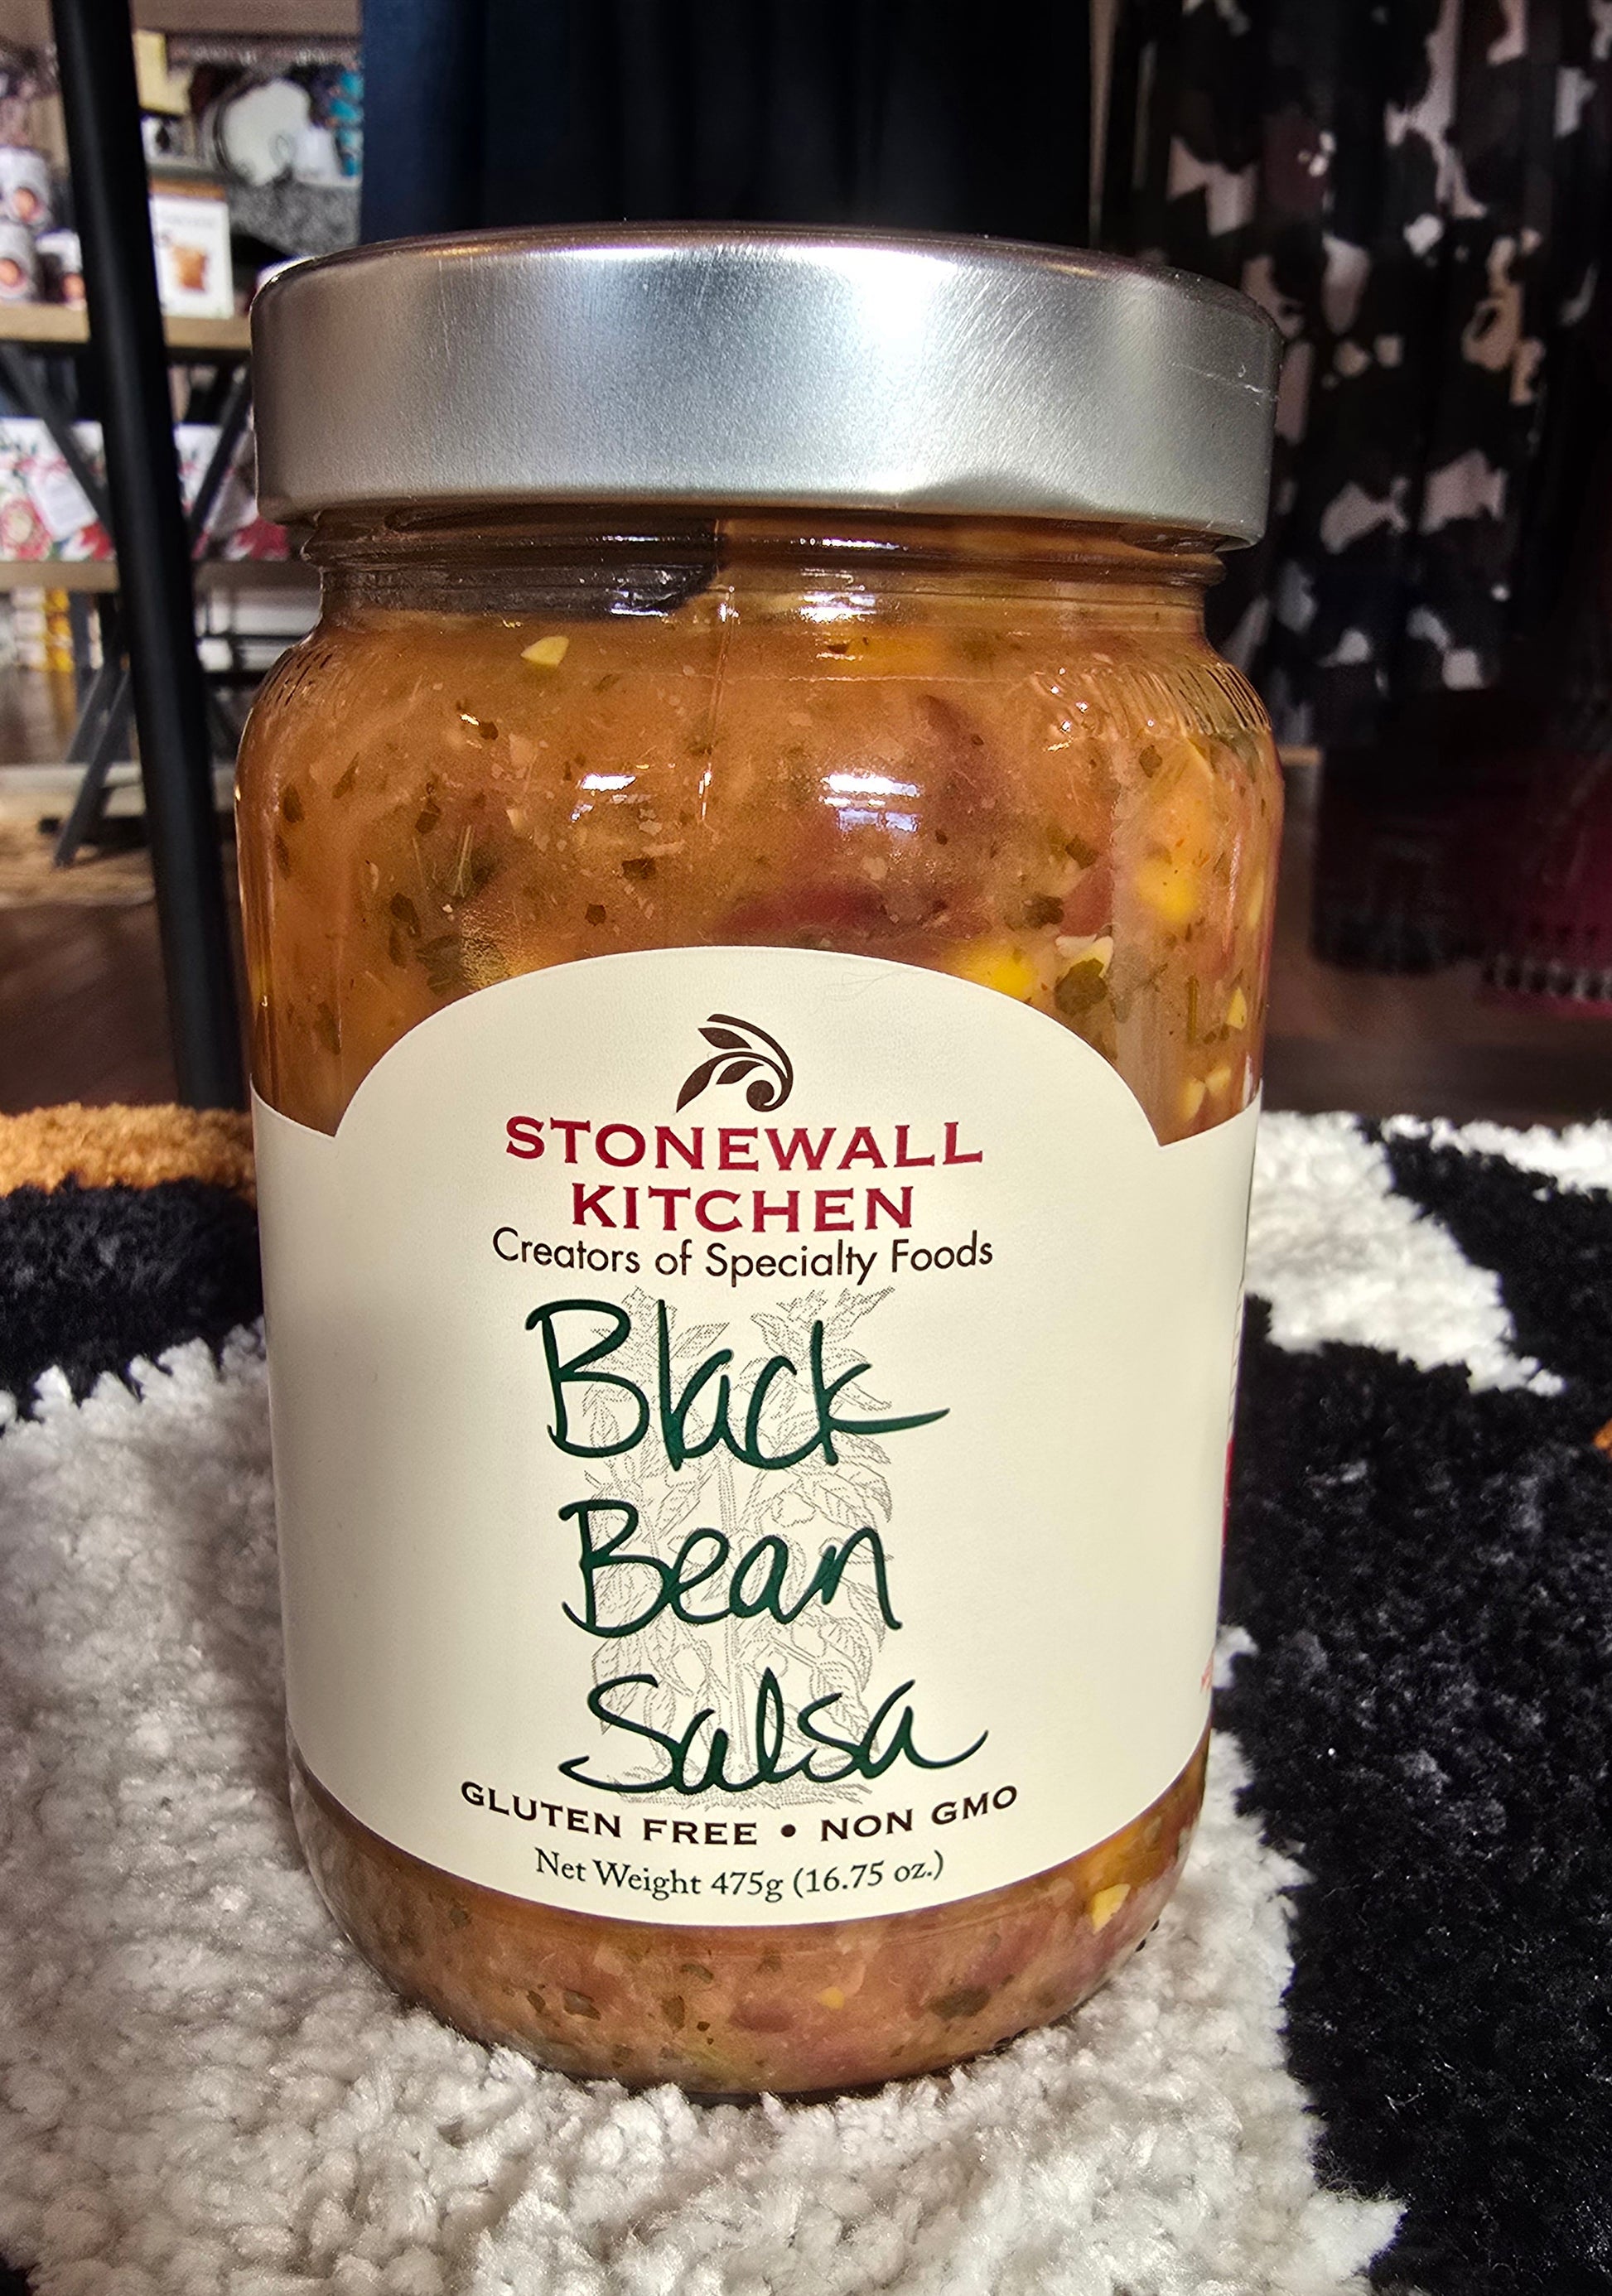 STONEWALL
KITCHEN
Creators of Specialty Foods
Black
Bean
Salsa
GLUTEN FREE • NON GMO
Net Weight 475g (16.75 oz.)